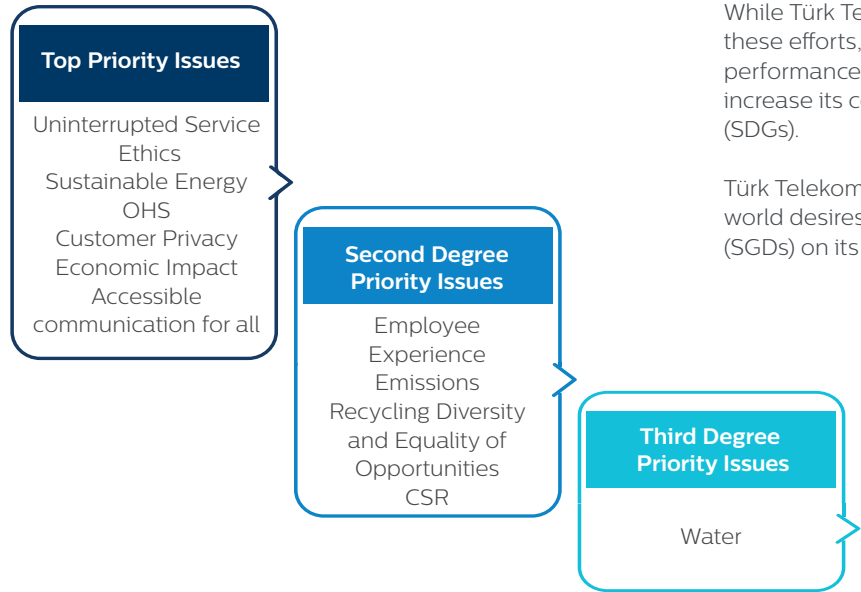 Top Priority Issues
Uninterrupted Service
Ethics
Sustainable Energy
OHS
Customer Privacy
Economic Impact
Accessible
communication for all
Second Degree
Priority Issues
Employee
Experience
Emissions
Recycling Diversity
and Equality of
Opportunities
CSR
Third Degree
Priority Issues
Water
While Türk Te
these efforts,
performance
increase its c
(SDGs).
Türk Telekom
world desires
(SGDs) on its